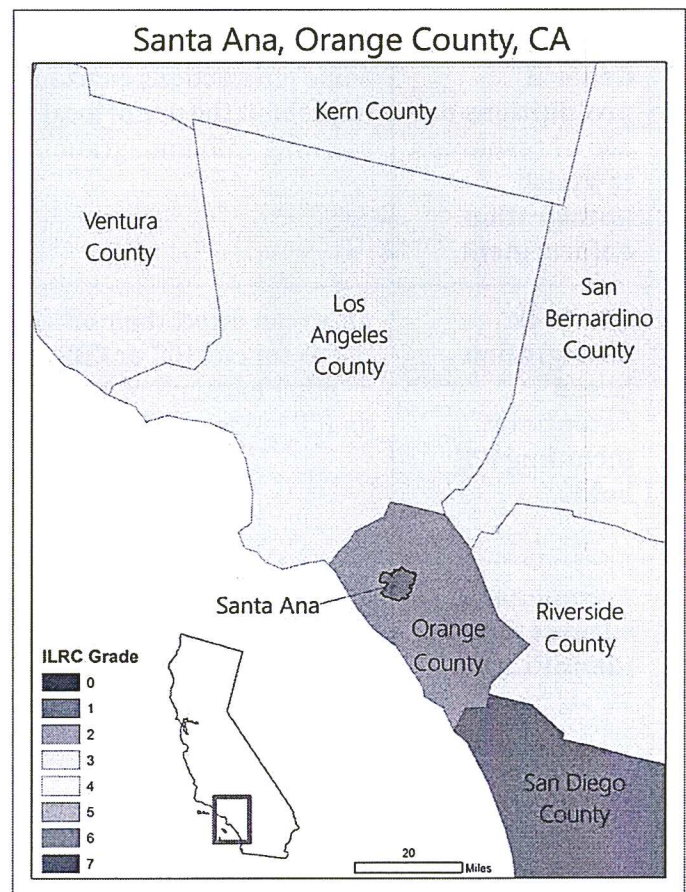 Santa Ana, Orange County, CA
Kern County
Ventura
County
Los
Angeles
County
San
Bernardino
County
Santa Ana
Orange
County
Riverside
County
San Diego
County
ILRC Grade
0
1
2
3
4
5
6
7
20
Miles